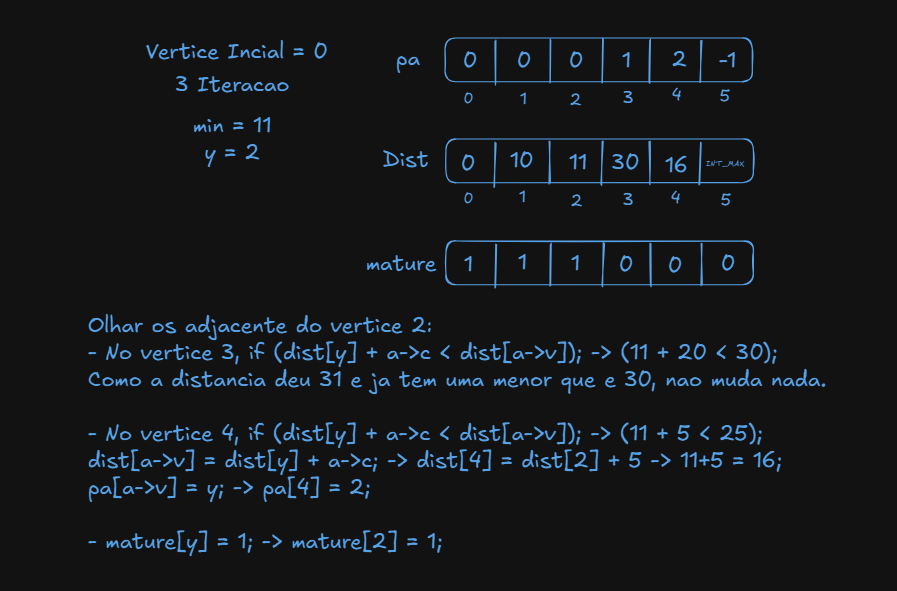 Vertice Incial = 0
3 Iteracao
min = 11
y = 2
pa 0 0 0 1 2 -1
0 1 2 3 4 5
Dist 0 10 11 30 16 INT_MAX
0 1 2 3 4 5
mature 1 1 1 0 0 0
Olhar os adjacente do vertice 2:
- No vertice 3, if (dist[y] + a->c < dist[a->v]); -> (11 + 20 < 30);
Como a distancia deu 31 e ja tem uma menor que e 30, nao muda nada.
- No vertice 4, if (dist[y] + a->c < dist[a->v]); -> (11 + 5 < 25);
dist[a->v] = dist[y] + a->c; -> dist[4] = dist[2] + 5 -> 11+5 = 16;
pa[a->v] = y; -> pa[4] = 2;
- mature[y] = 1; -> mature[2] = 1;